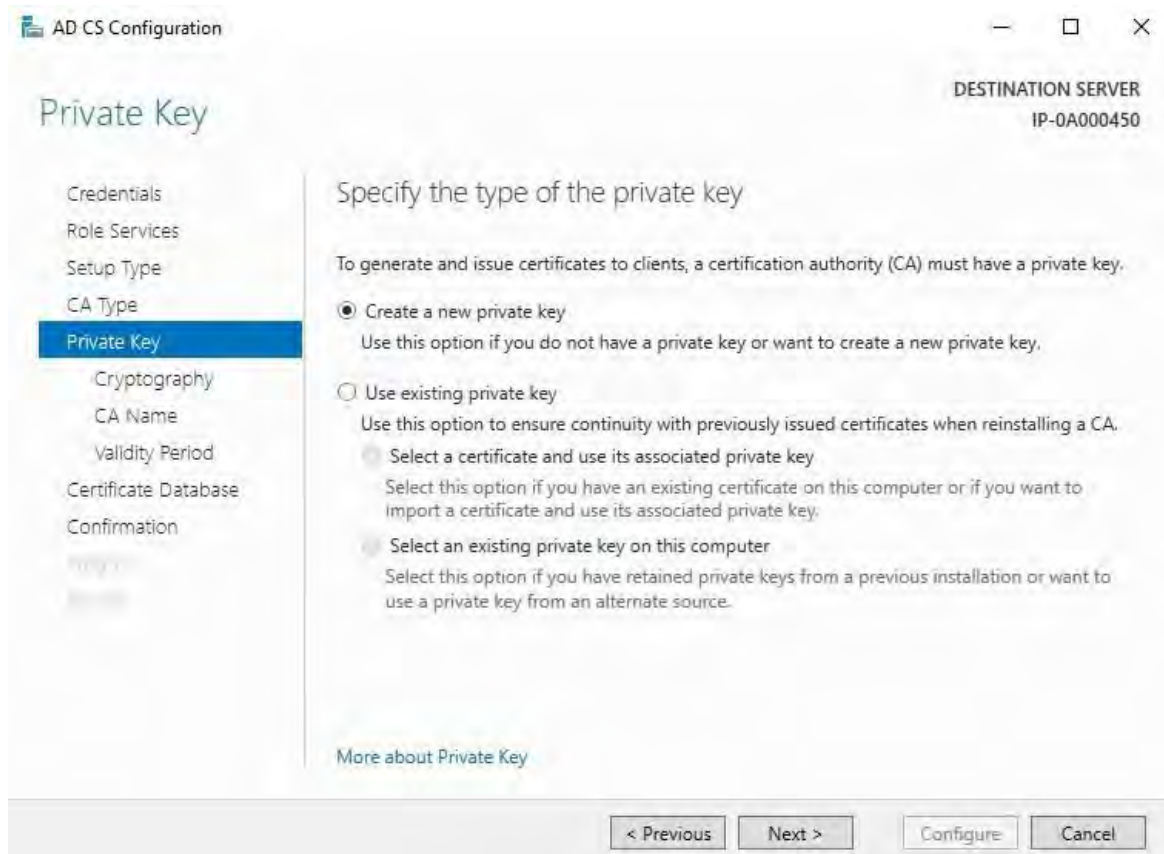 AD CS Configuration
DESTINATION SERVER
IP-0A000450
Private Key
Credentials
Role Services
Setup Type
CA Type
Private Key
Cryptography
CA Name
Validity Period
Certificate Database
Confirmation
Specify the type of the private key
To generate and issue certificates to clients, a certification authority (CA) must have a private key.
Create a new private key
Use this option if you do not have a private key or want to create a new private key.
Use existing private key
Use this option to ensure continuity with previously issued certificates when reinstalling a CA.
Select a certificate and use its associated private key
Select this option if you have an existing certificate on this computer or if you want to
import a certificate and use its associated private key.
Select an existing private key on this computer
Select this option if you have retained private keys from a previous installation or want to
use a private key from an alternate source.
More about Private Key
< Previous
Next >
Configure
Cancel